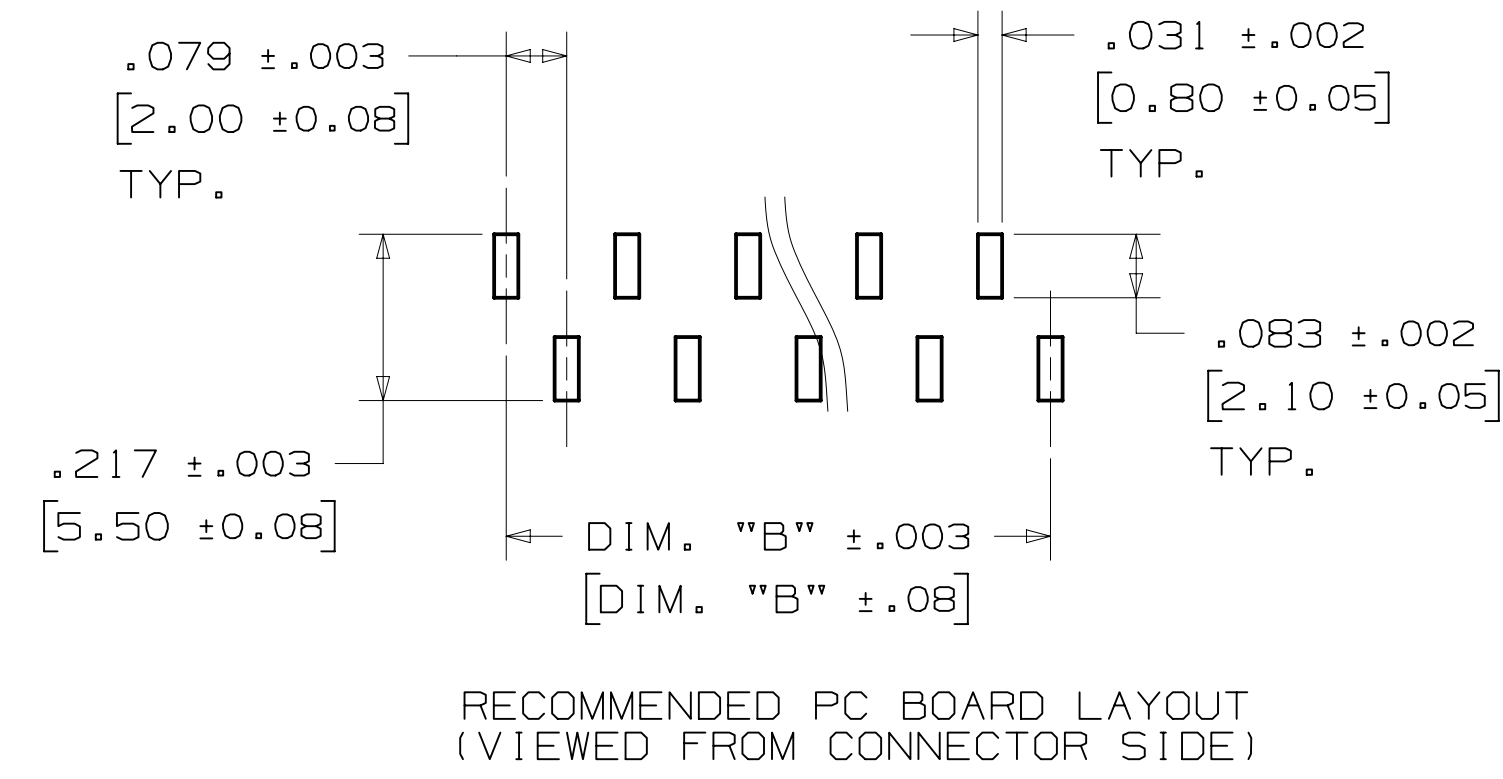 .079 ±.003
[2.00 ±0.08]
TYP.
.031 ±.002
[0.80 ±0.05]
TYP.
.083 ±.002
[2.10 ±0.05]
TYP.
.217 ±.003
[5.50 ±0.08]
DIM. "B" ±.003
[DIM. "B" ±.08]
RECOMMENDED PC BOARD LAYOUT
(VIEWED FROM CONNECTOR SIDE)